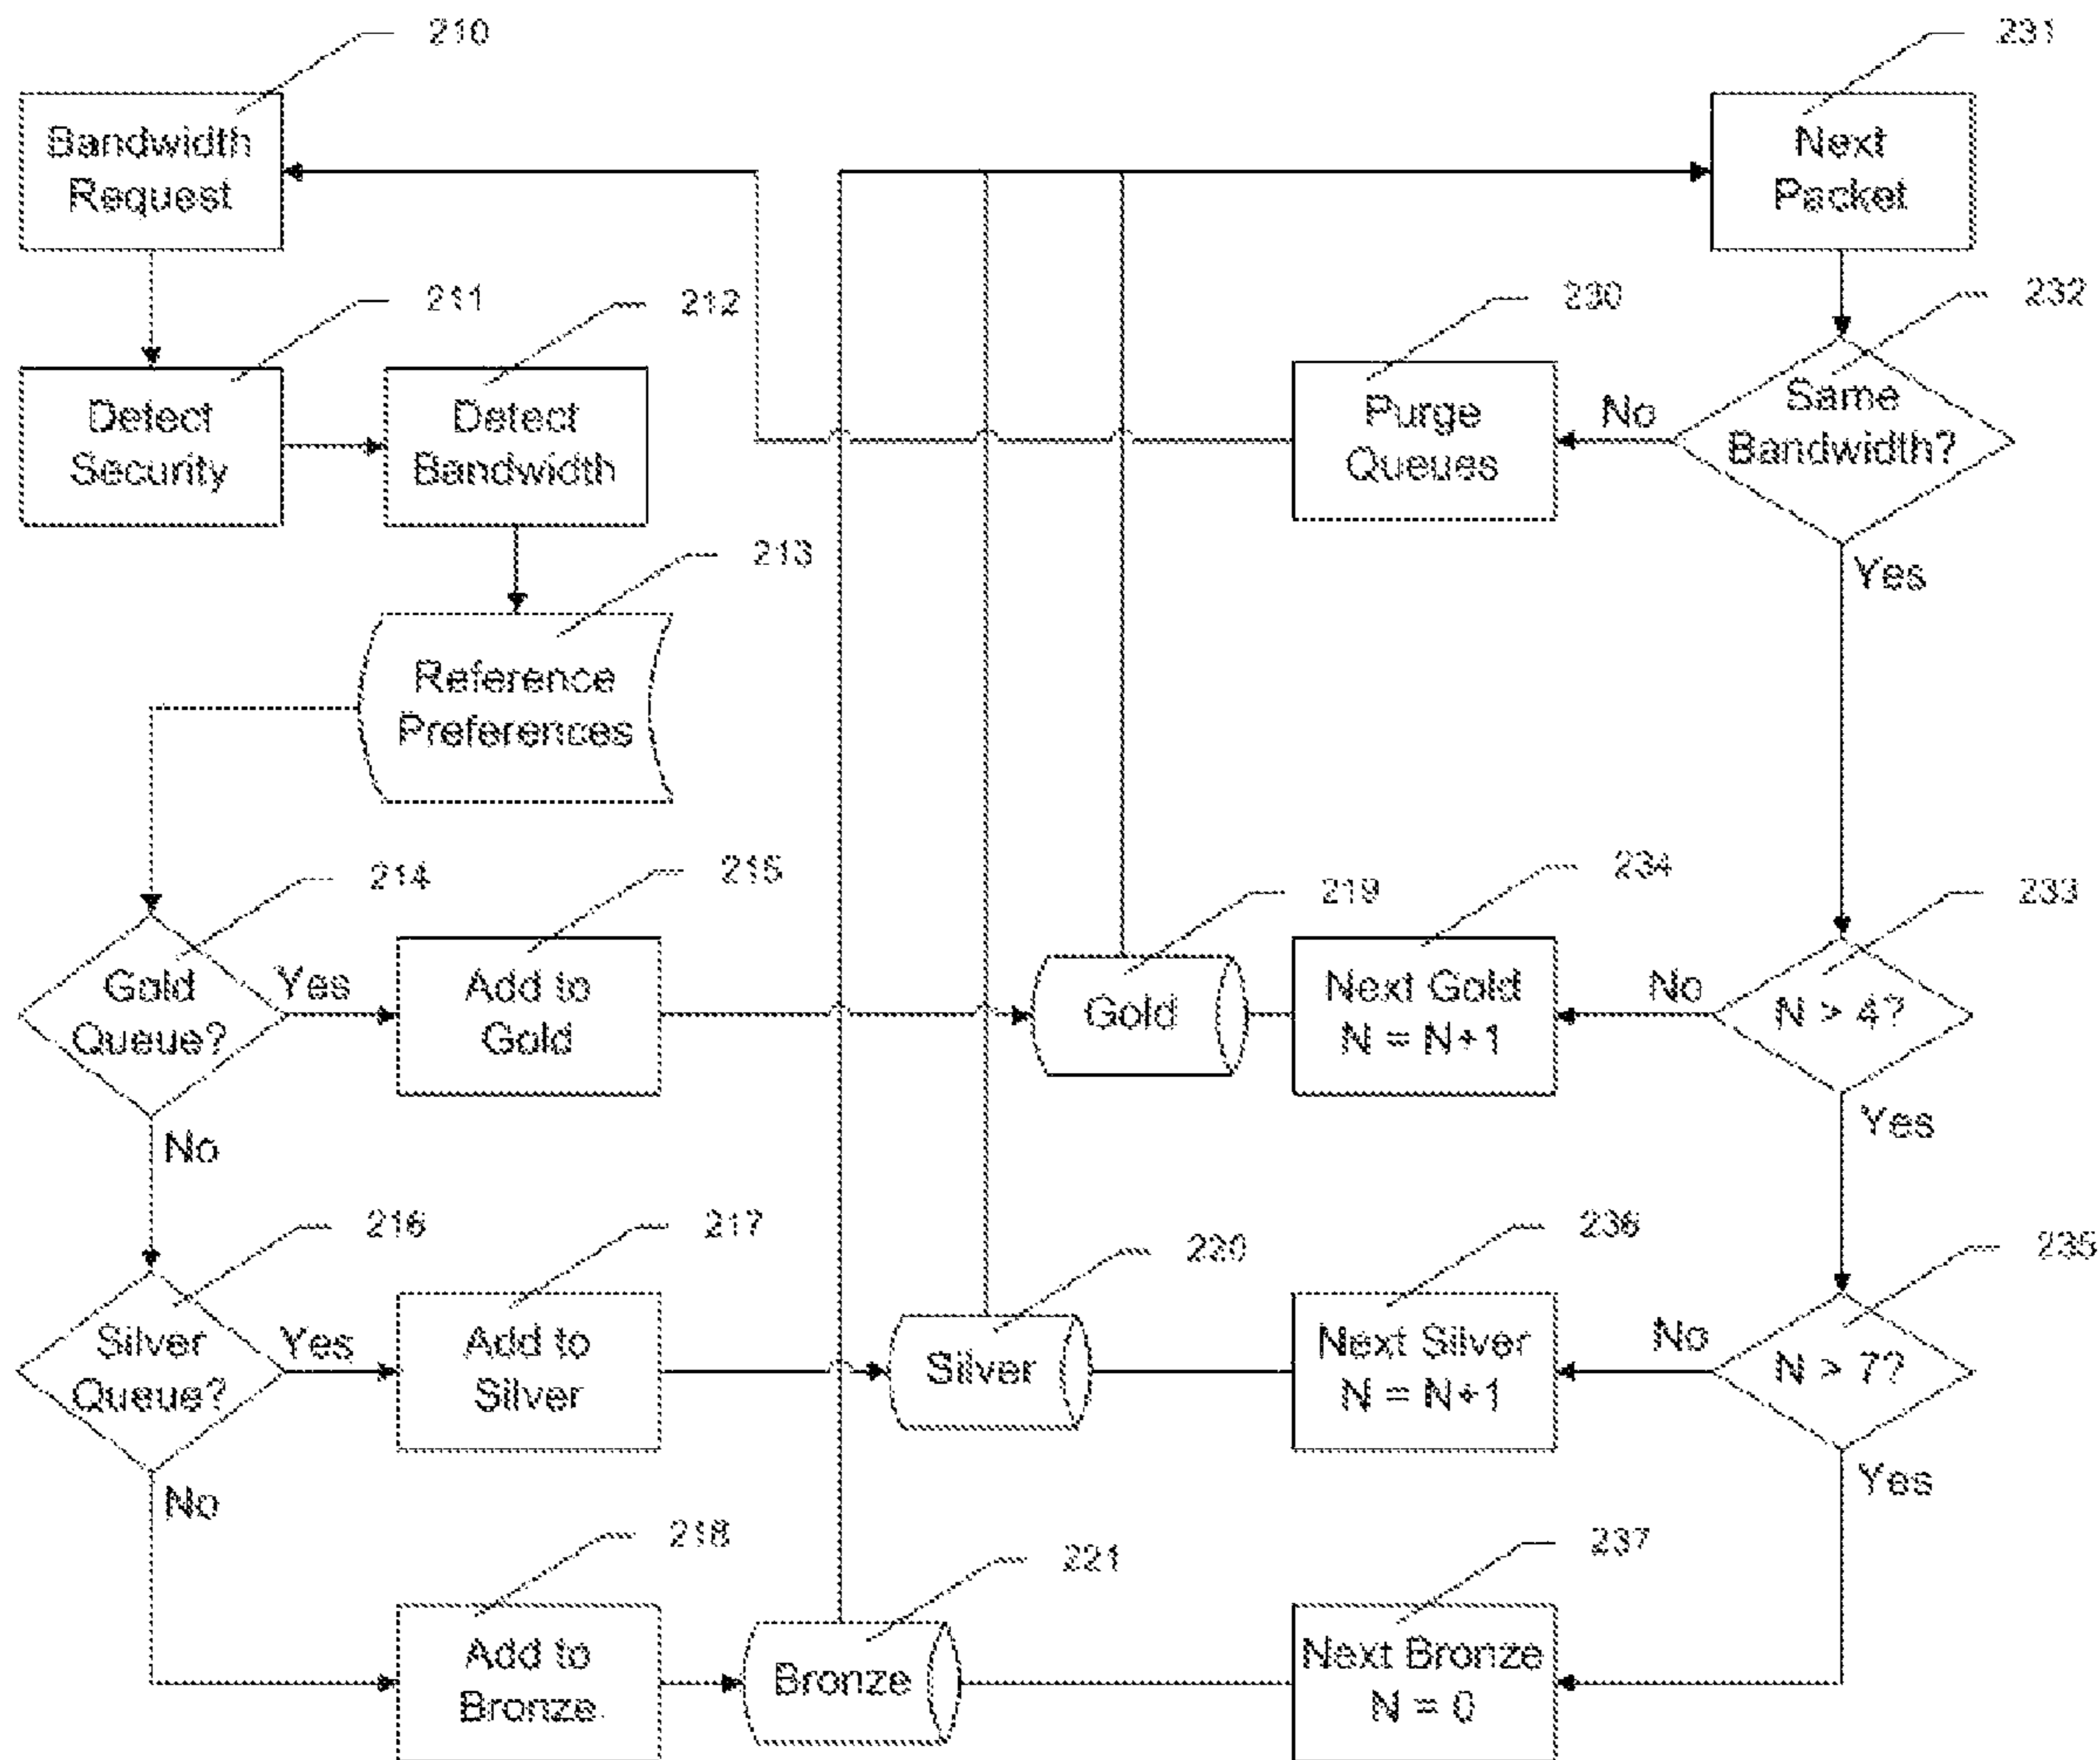 210
231
Bandwidth
Request
Next
Packet
211
212
230
232
Detect
Security
Detect
Bandwidth
Purge
Queues
No
Same
Bandwidth?
Yes
213
Reference
Preferences
214
215
219
234
233
Gold
Queue?
Yes
Add to
Gold
Gold
Next Gold
N = N+1
No
N > 4?
No
Yes
216
217
220
236
235
Silver
Queue?
Yes
Add to
Silver
Silver
Next Silver
N = N+1
No
N > 7?
No
Yes
218
221
237
Add to
Bronze
Bronze
Next Bronze
N = 0